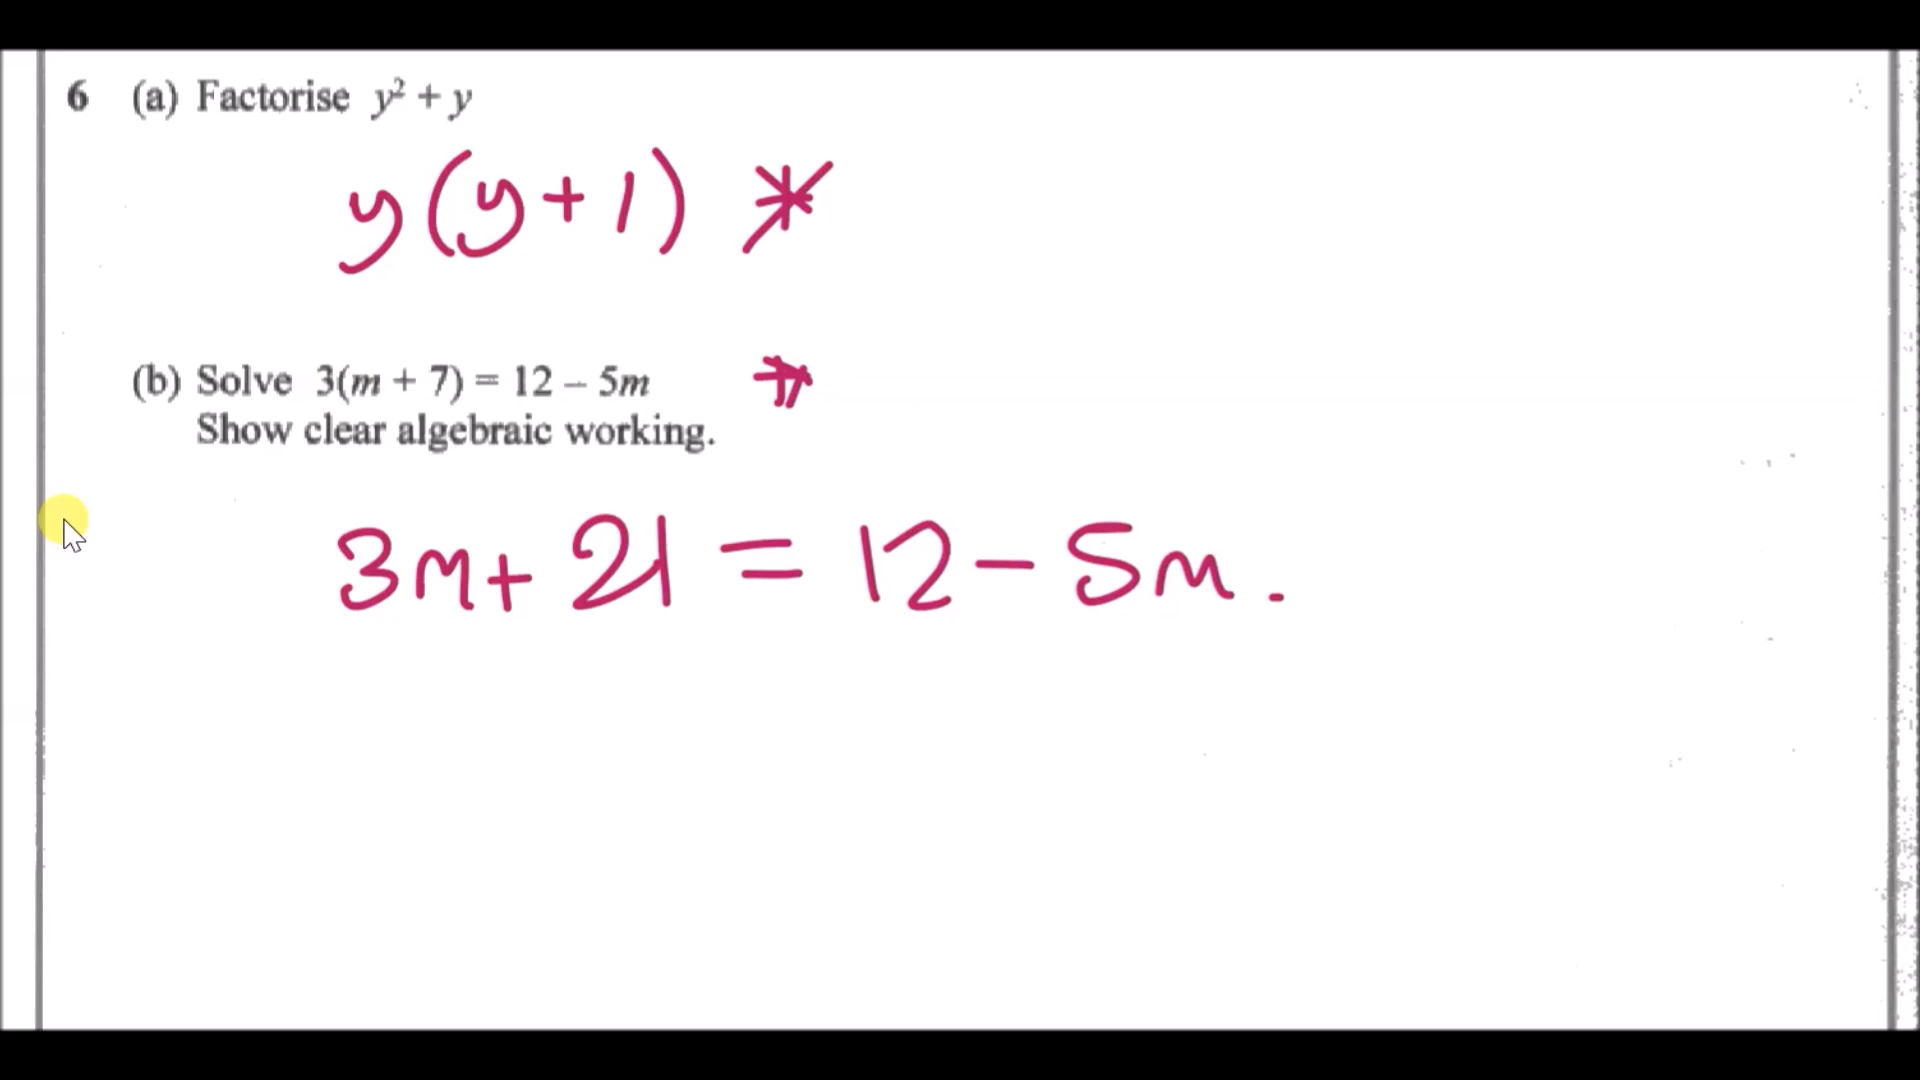 6 (a) Factorise y² + y
y(y+1) *
(b) Solve 3(m + 7) = 12 – 5m
Show clear algebraic working.
3m+ 21 = 12 - 5m.